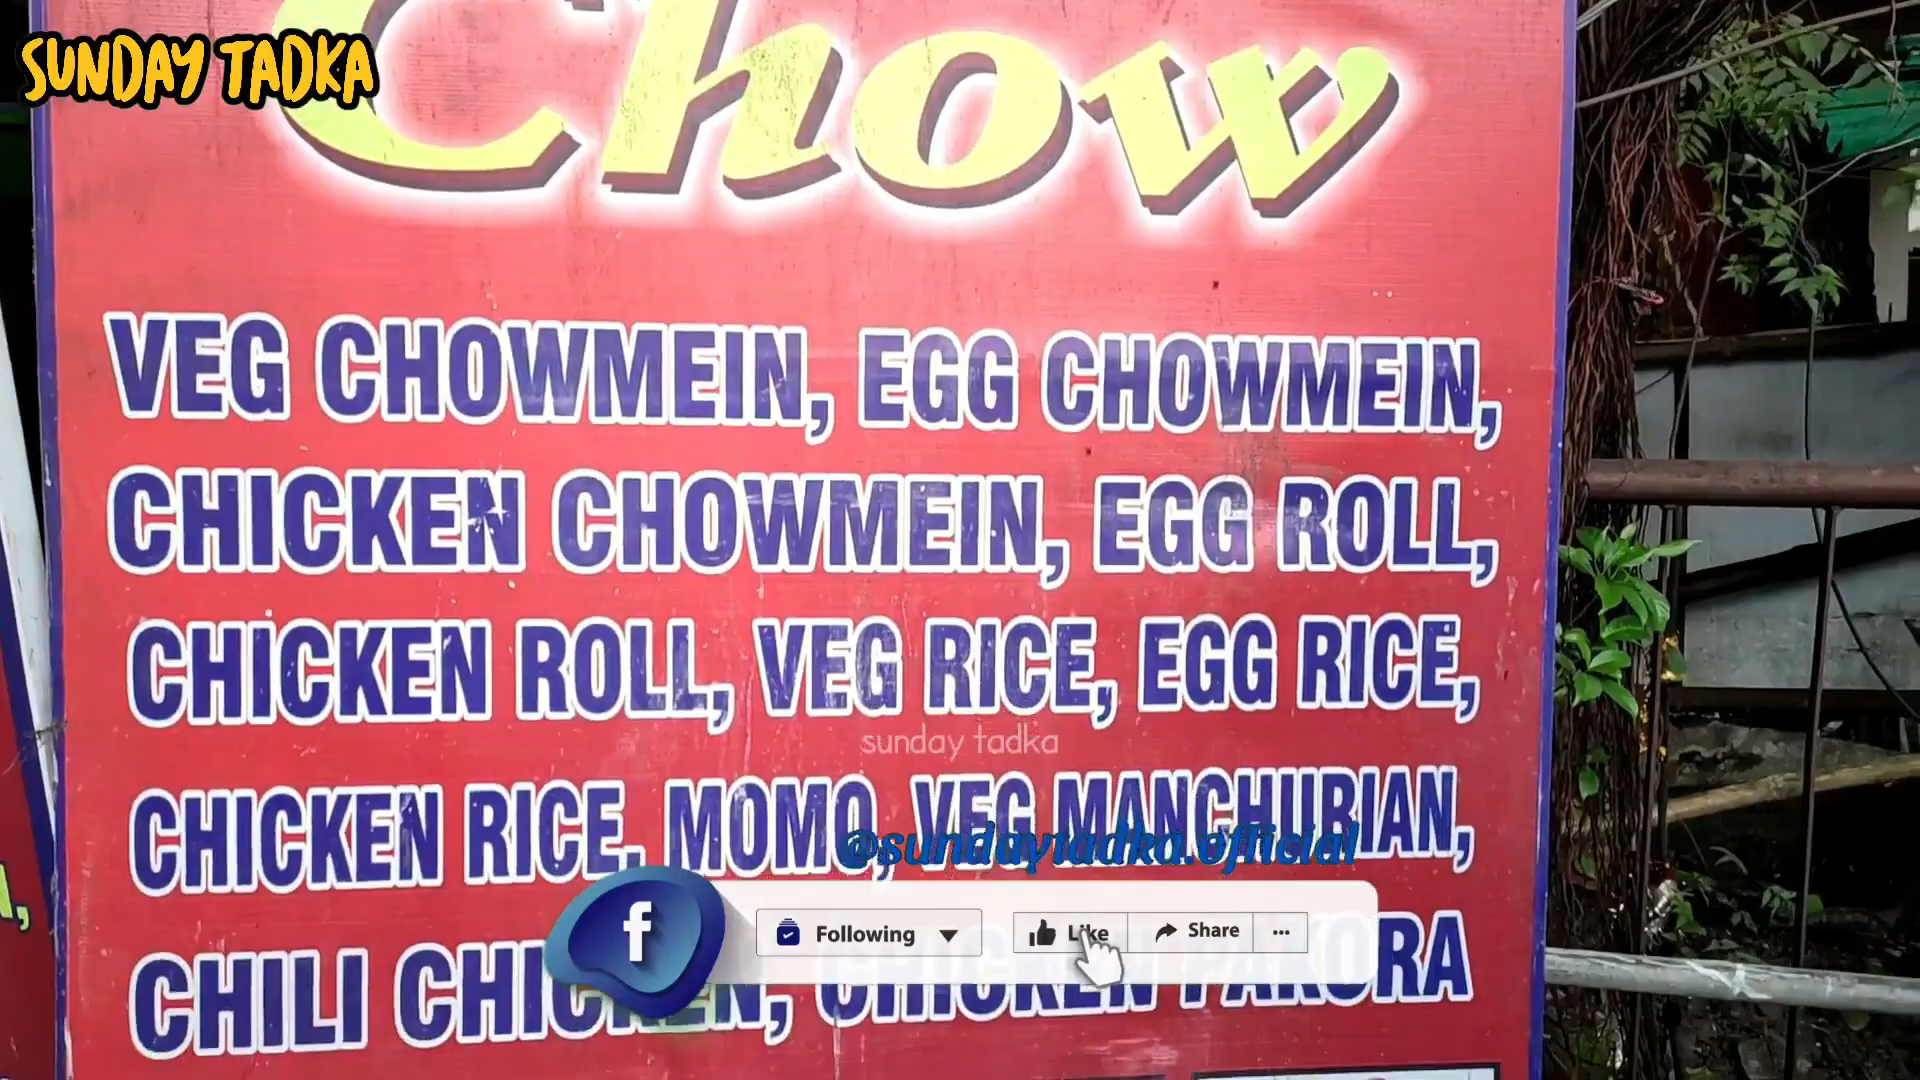 SUNDAY TADKA
Chow
VEG CHOWMEIN, EGG CHOWMEIN,
CHICKEN CHOWMEIN, EGG ROLL,
CHICKEN ROLL, VEG RICE, EGG RICE,
sunday tadka
CHICKEN RICE, MOMO, VEG MANCHURIAN,
@sundaytadka.official
f Following Like Share ...
CHILI CHICKEN, CHICKEN PAKORA